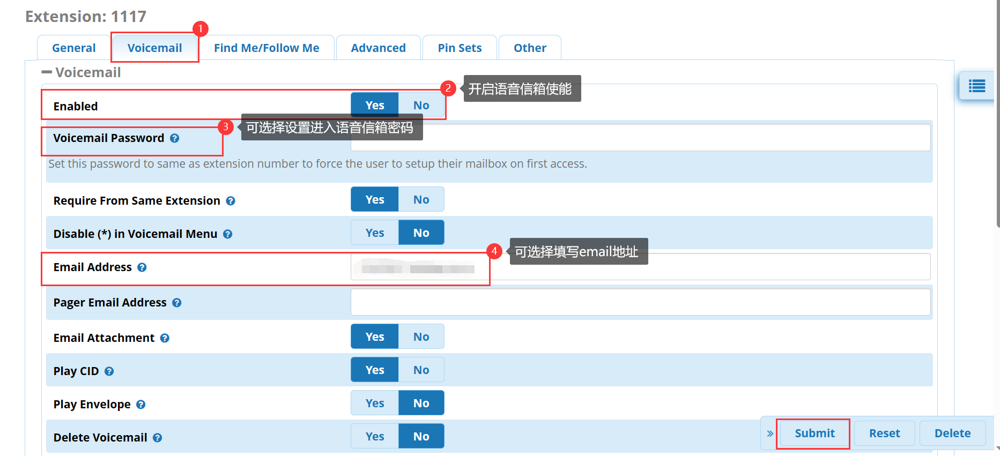 Extension: 1117
1
General Voicemail Find Me/Follow Me Advanced Pin Sets Other
Voicemail
Enabled Yes No 2 开启语音信箱使能
Voicemail Password 3 可选择设置进入语音信箱密码
Set this password to same as extension number to force the user to setup their mailbox on first access.
Require From Same Extension Yes No
Disable (*) in Voicemail Menu Yes No
Email Address 4 可选择填写email地址
Pager Email Address
Email Attachment Yes No
Play CID Yes No
Play Envelope Yes No
Delete Voicemail Yes No
» Submit Reset Delete